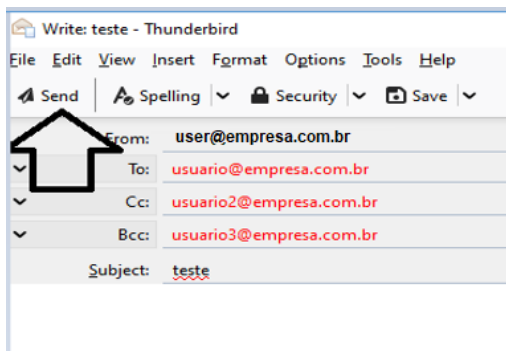 Write: teste - Thunderbird
File Edit View Insert Format Options Tools Help
Send Spelling Security Save
From: user@empresa.com.br
To: usuario@empresa.com.br
Cc: usuario2@empresa.com.br
Bcc: usuario3@empresa.com.br
Subject: teste